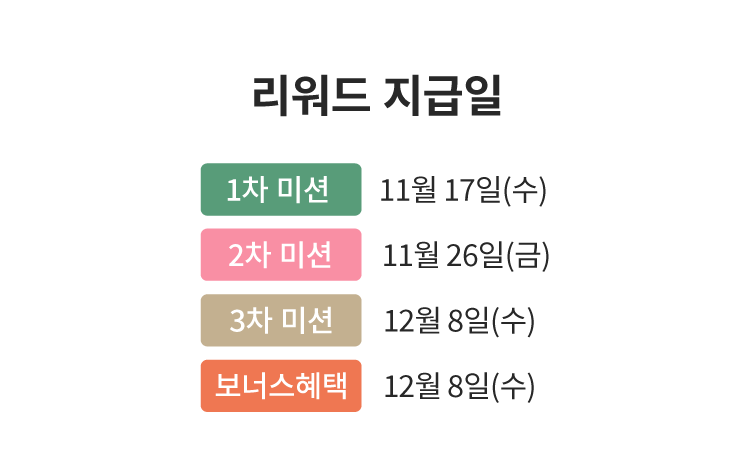 리워드 지급일
1차 미션 11월 17일(수)
2차 미션 11월 26일(금)
3차 미션 12월 8일(수)
보너스혜택 12월 8일(수)